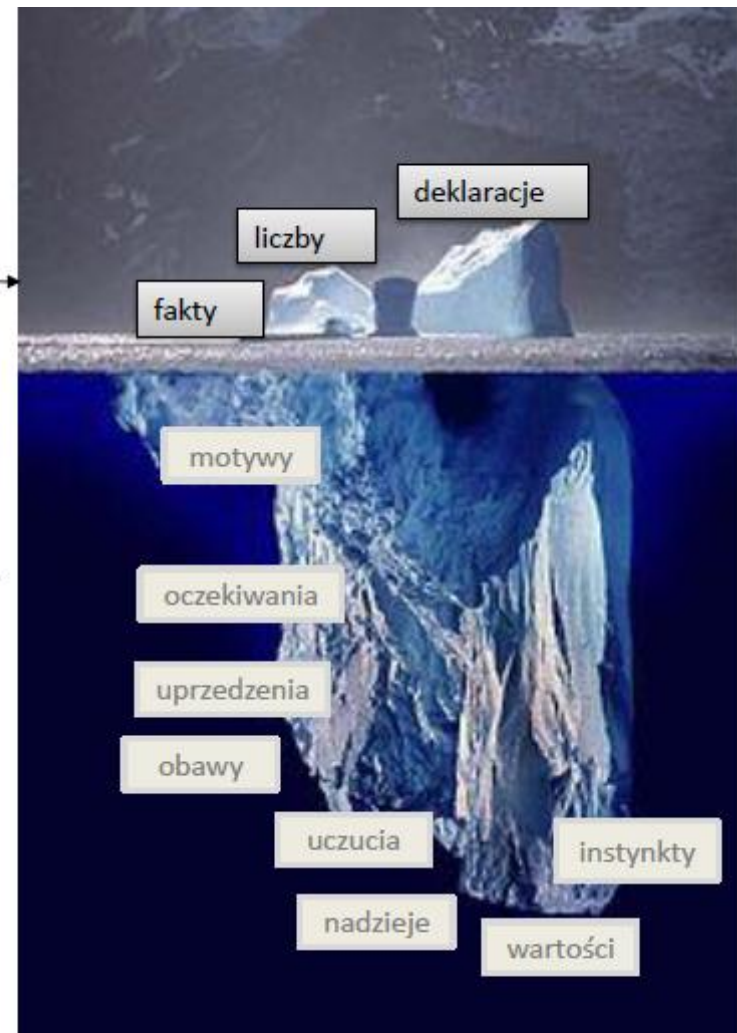 deklaracje
liczby
fakty
motywy
oczekiwania
uprzedzenia
obawy
uczucia
instynkty
nadzieje
wartości